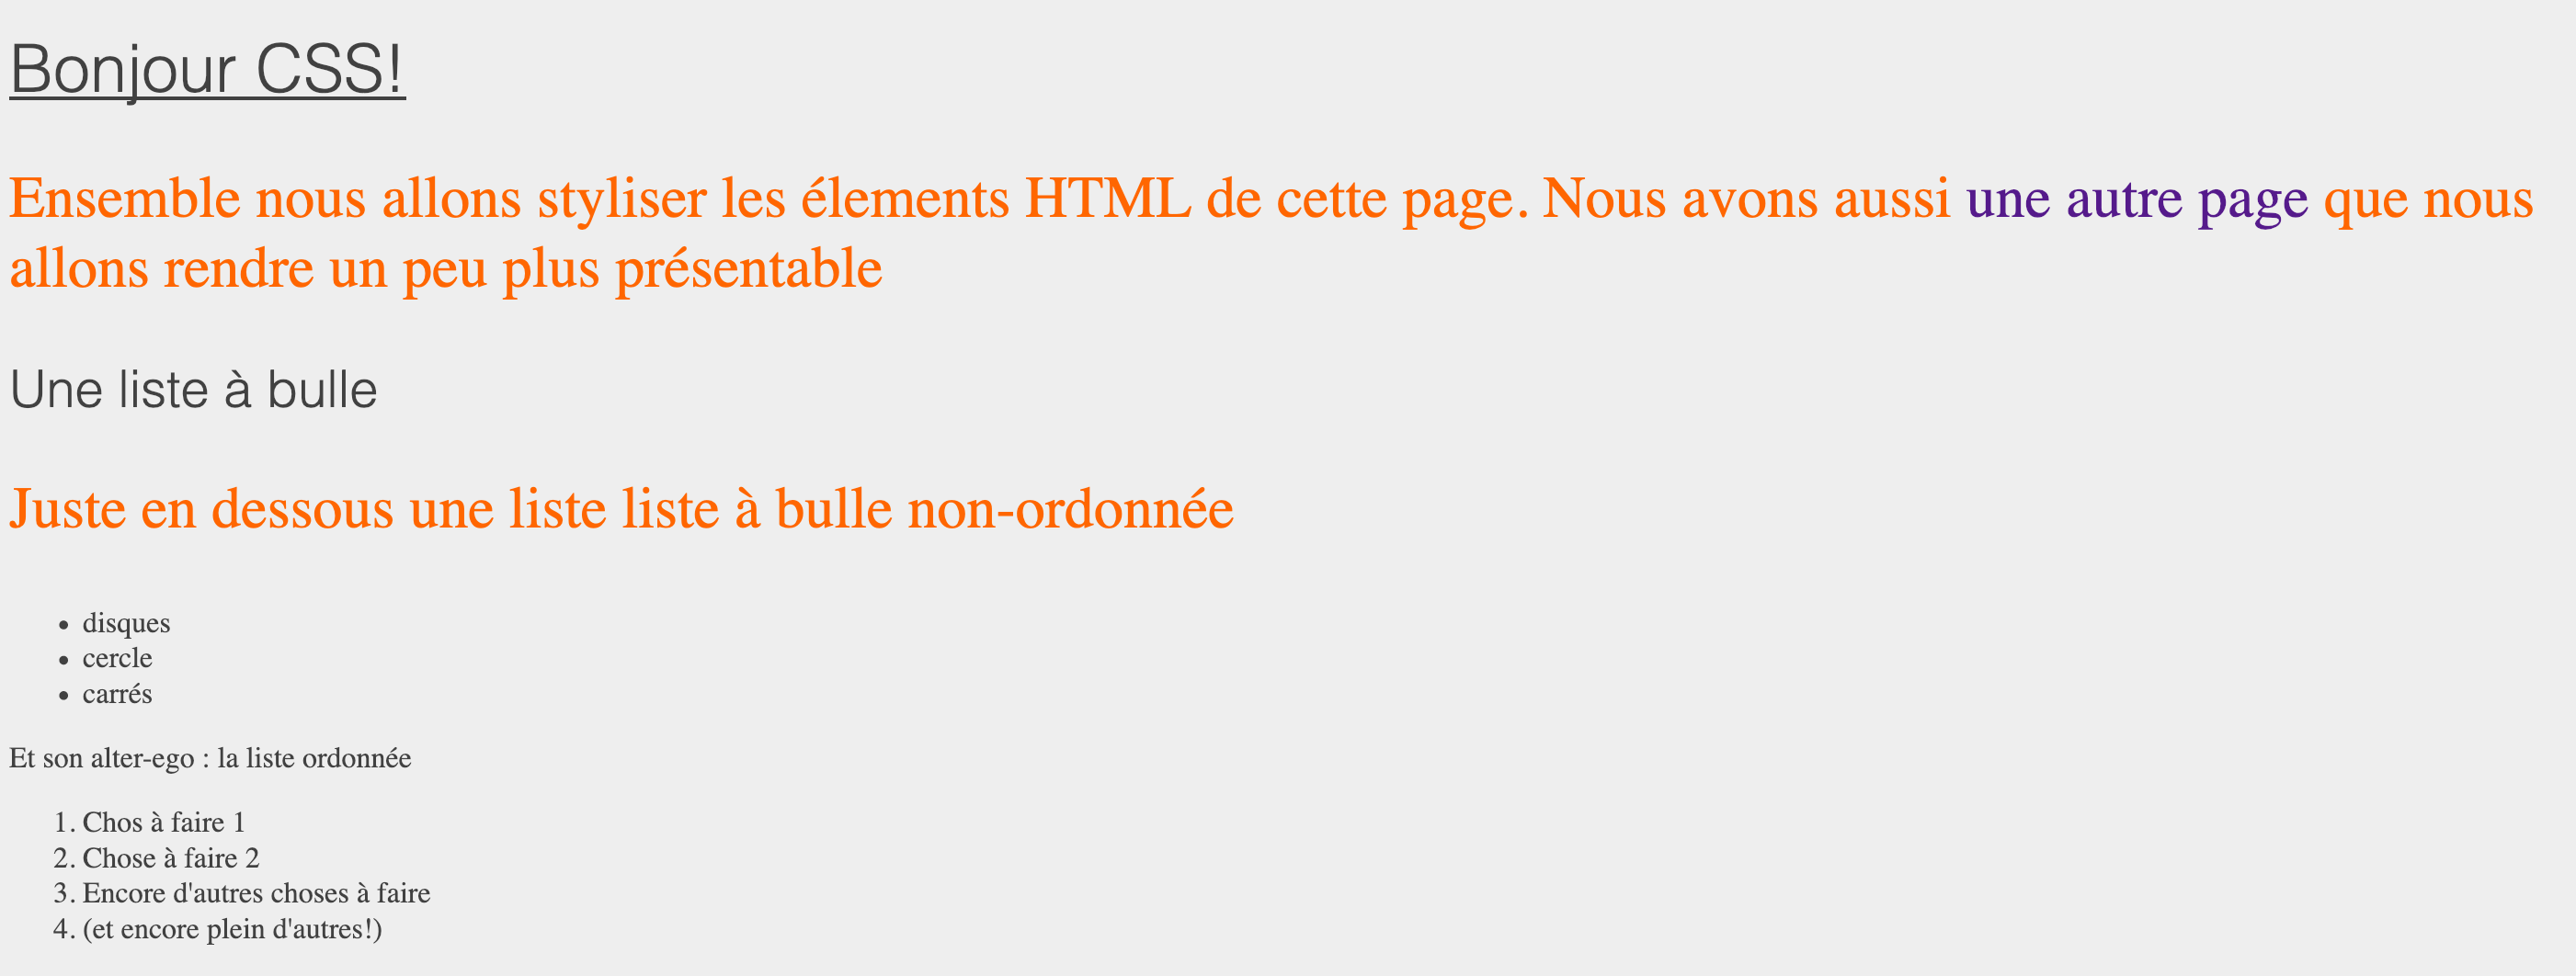 Bonjour CSS!
Ensemble nous allons styliser les élements HTML de cette page. Nous avons aussi une autre page que nous
allons rendre un peu plus présentable
Une liste à bulle
Juste en dessous une liste liste à bulle non-ordonnée
• disques
• cercle
• carrés
Et son alter-ego : la liste ordonnée
1. Chos à faire 1
2. Chose à faire 2
3. Encore d'autres choses à faire
4. (et encore plein d'autres!)